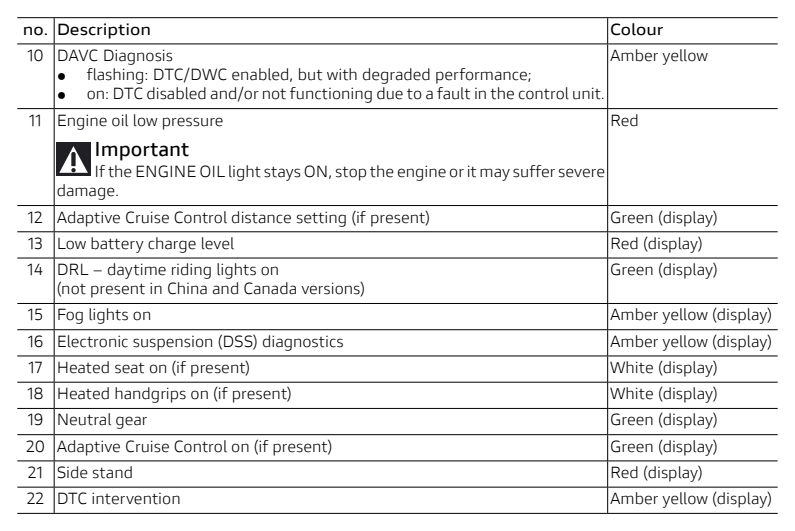 no. Description Colour
10 DAVC Diagnosis Amber yellow
● flashing: DTC/DWC enabled, but with degraded performance;
● on: DTC disabled and/or not functioning due to a fault in the control unit.
11 Engine oil low pressure Red
Important
If the ENGINE OIL light stays ON, stop the engine or it may suffer severe
damage.
12 Adaptive Cruise Control distance setting (if present) Green (display)
13 Low battery charge level Red (display)
14 DRL – daytime riding lights on Green (display)
(not present in China and Canada versions)
15 Fog lights on Amber yellow (display)
16 Electronic suspension (DSS) diagnostics Amber yellow (display)
17 Heated seat on (if present) White (display)
18 Heated handgrips on (if present) White (display)
19 Neutral gear Green (display)
20 Adaptive Cruise Control on (if present) Green (display)
21 Side stand Red (display)
22 DTC intervention Amber yellow (display)